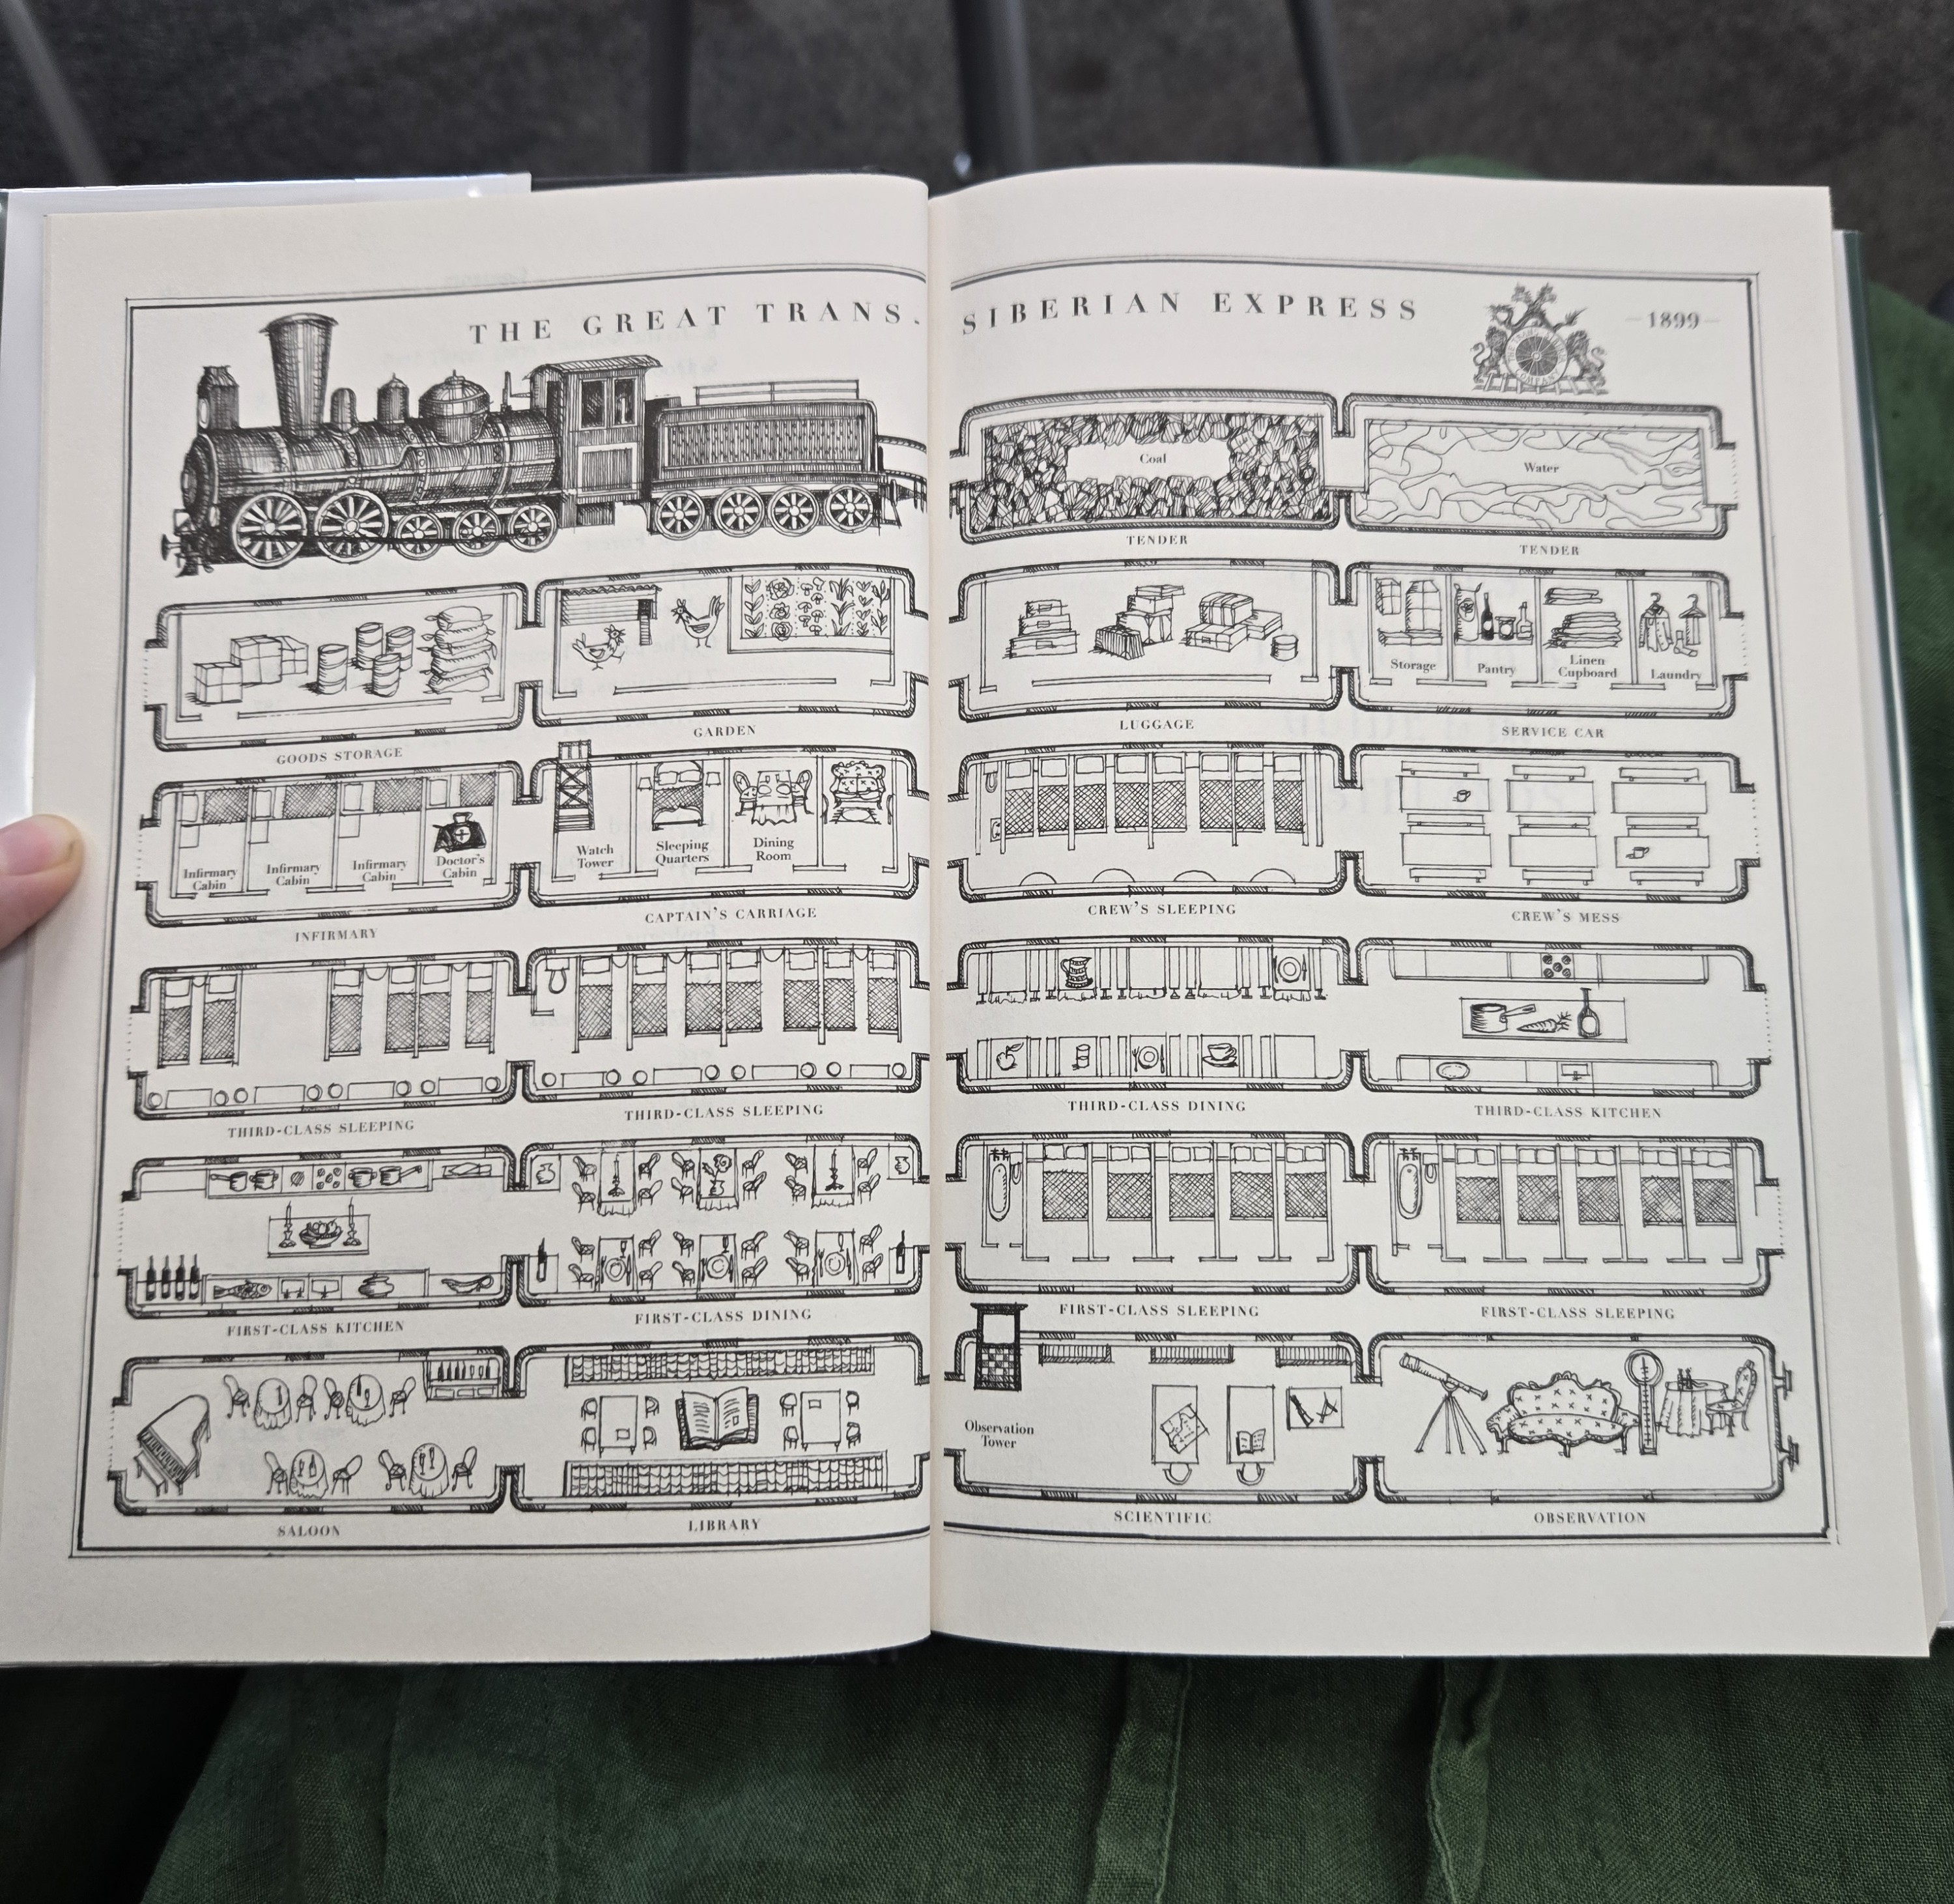 THE GREAT TRANS-SIBERIAN EXPRESS
—1899—
Coal
Water
TENDER
TENDER
GOODS STORAGE
GARDEN
LUGGAGE
Storage
Pantry
Linen
Cupboard
Laundry
SERVICE CAR
Infirmary
Cabin
Infirmary
Cabin
Infirmary
Cabin
Doctor's
Cabin
INFIRMARY
Watch
Tower
Sleeping
Quarters
Dining
Room
CAPTAIN'S CARRIAGE
CREW'S SLEEPING
CREW'S MESS
THIRD-CLASS SLEEPING
THIRD-CLASS SLEEPING
THIRD-CLASS DINING
THIRD-CLASS KITCHEN
FIRST-CLASS KITCHEN
FIRST-CLASS DINING
FIRST-CLASS SLEEPING
FIRST-CLASS SLEEPING
SALOON
LIBRARY
Observation
Tower
SCIENTIFIC
OBSERVATION